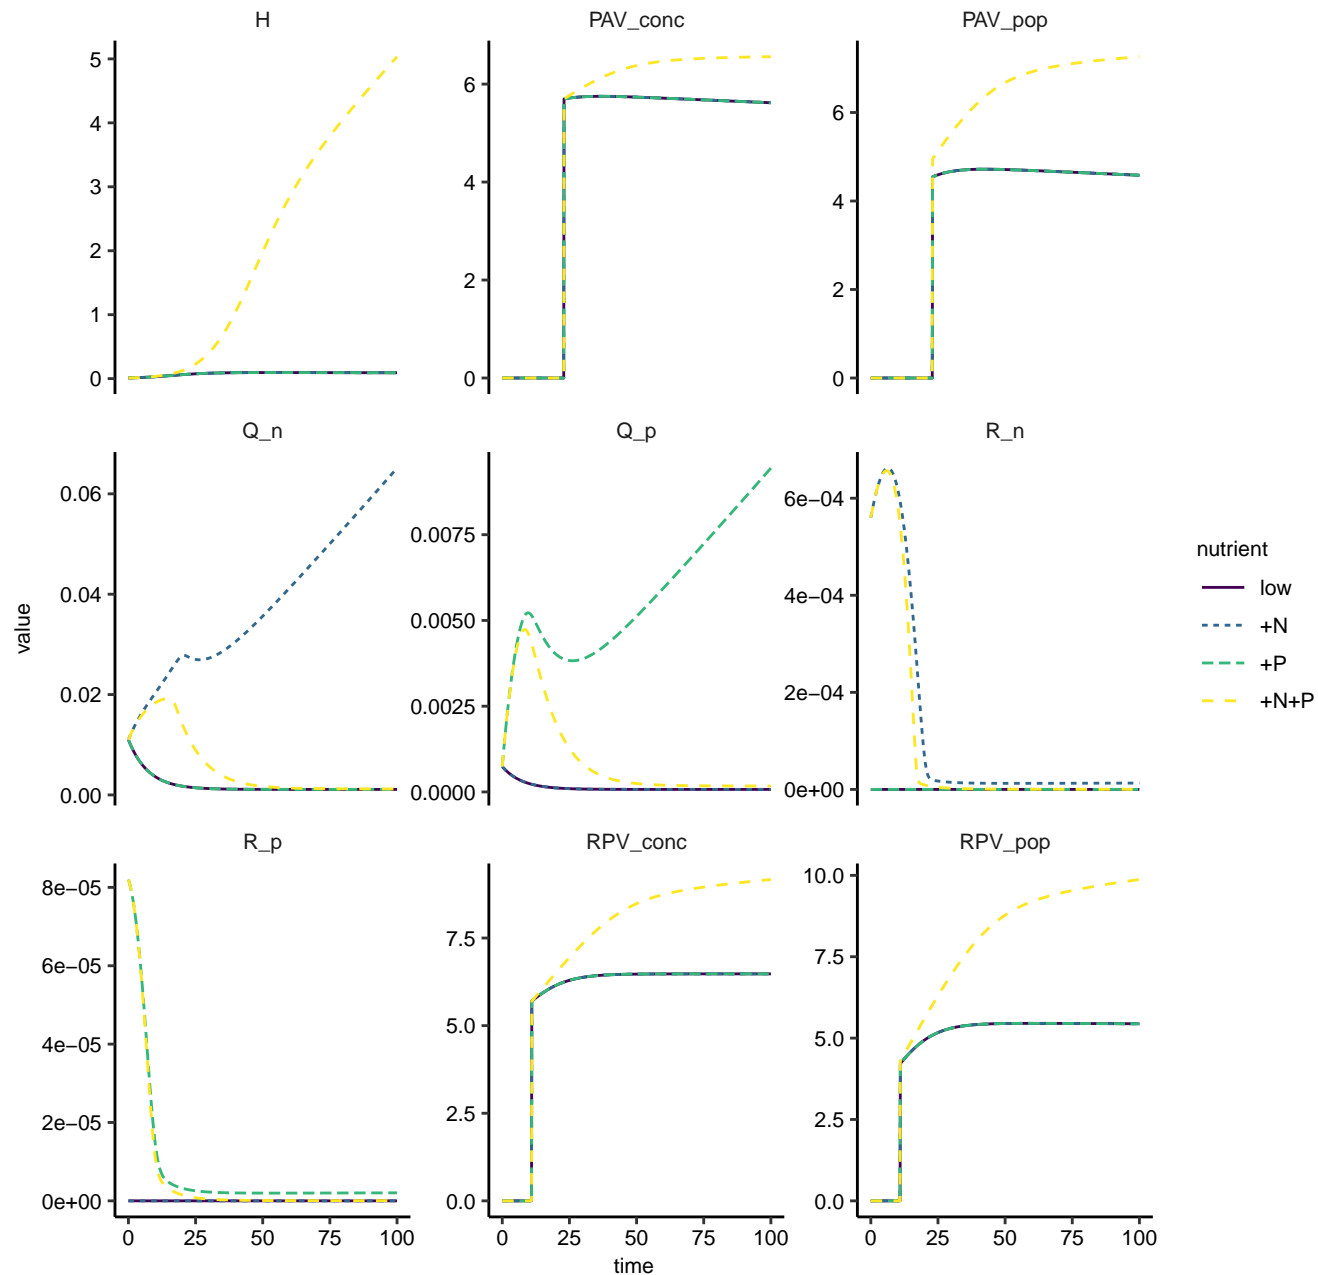 H
PAV_conc
PAV_pop
5
4
3
2
1
0
6
4
2
0
6
4
2
0
Q_n
Q_p
R_n
0.06
0.04
0.02
0.00
0.0075
0.0050
0.0025
0.0000
6e−04
4e−04
2e−04
0e+00
value
nutrient
low
+N
+P
+N+P
R_p
RPV_conc
RPV_pop
8e−05
6e−05
4e−05
2e−05
0e+00
7.5
5.0
2.5
0.0
10.0
7.5
5.0
2.5
0.0
0 25 50 75 100
0 25 50 75 100
0 25 50 75 100
time